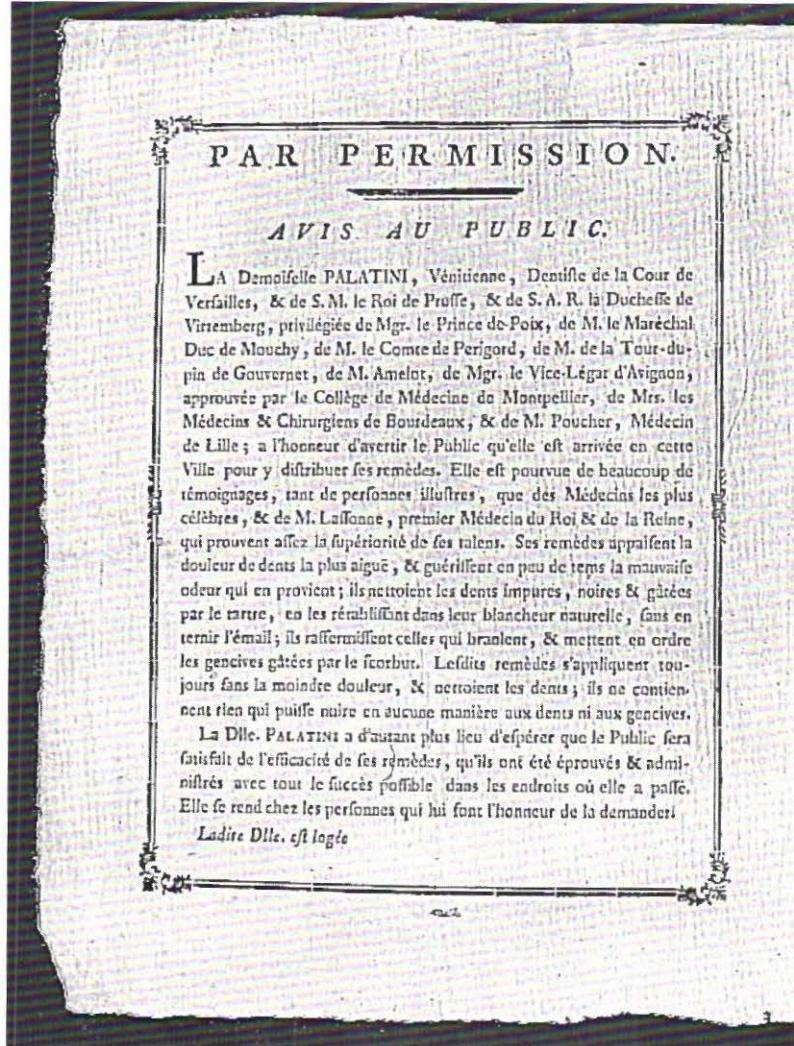 PAR PERMISSION.
AVIS AU PUBLIC.
LA Demoiſelle PALATINI, Vénitienne, Dentiſte de la Cour de
Verſailles, & de S. M. le Roi de Pruſſe, & de S. A. R. la Ducheſſe de
Virtemberg, privilégiée de Mgr. le Prince de Poix, de M. le Maréchal
Duc de Mouchy, de M. le Comte de Perigord, de M. de la Tour-du-
pin de Gouvernet, de M. Amelot, de Mgr. le Vice-Légat d'Avignon,
approuvée par le Collège de Médecine de Montpellier, de Mrs. les
Médecins & Chirurgiens de Bourdeaux, & de M. Poucher, Médecin
de Lille; a l'honneur d'avertir le Public qu'elle eſt arrivée en cette
Ville pour y diſtribuer ſes remèdes. Elle eſt pourvue de beaucoup de
témoignages, tant de perſonnes illuſtres, que des Médecins les plus
célèbres, & de M. Laſſonne, premier Médecin du Roi & de la Reine,
qui prouvent aſſez la ſupériorité de ſes talens. Ses remèdes appaiſent la
douleur de dents la plus aiguë, & guériſſent en peu de tems la mauvaiſe
odeur qui en provient; ils nettoient les dents impures, noires & gâtées
par le tartre, en les rétabliſſant dans leur blancheur naturelle, ſans en
ternir l'émail; ils raffermiſſent celles qui branlent, & mettent en ordre
les gencives gâtées par le ſcorbut. Leſdits remèdes s'appliquent tou-
jours ſans la moindre douleur, & nettoient les dents; ils ne contien-
nent rien qui puiſſe nuire en aucune manière aux dents ni aux gencives.
La Dlle. PALATINI a d'autant plus lieu d'eſpérer que le Public ſera
ſatisfait de l'efficacité de ſes remèdes, qu'ils ont été éprouvés & admi-
niſtrés avec tout le ſuccès poſſible dans les endroits où elle a paſſé.
Elle ſe rend chez les perſonnes qui lui font l'honneur de la demander.
Ladite Dlle. eſt logée
3